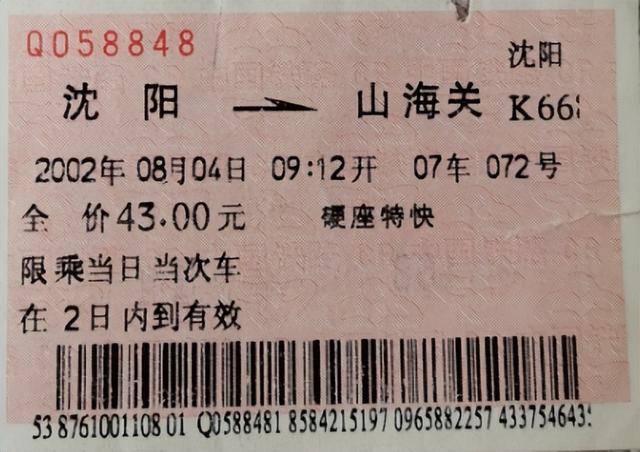 Q058848
沈阳
沈 阳 → 山海关 K668
2002年 08月04日 09:12开 07车 072号
全 价43.00元 硬座特快
限乘当日当次车
在2日内到有效
53 8761001108 01 Q0588481 8584215197 0965882257 433754643